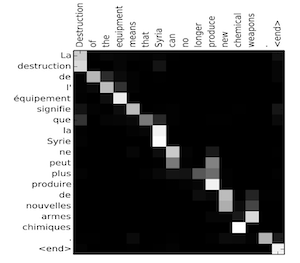 Destruction
of
the
equipment
means
that
Syria
can
no
longer
produce
new
chemical
weapons
.
<end>
La
destruction
de
l'
équipement
signifie
que
la
Syrie
ne
peut
plus
produire
de
nouvelles
armes
chimiques
.
<end>